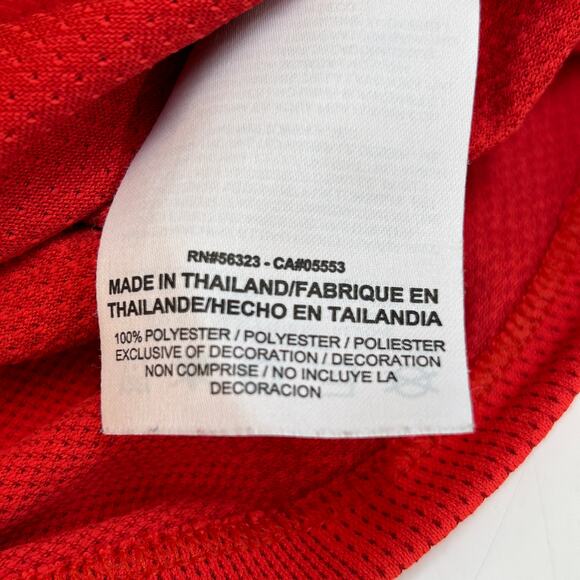 RN#56323 - CA#05553
MADE IN THAILAND/FABRIQUE EN
THAILANDE/HECHO EN TAILANDIA
100% POLYESTER / POLYESTER / POLIESTER
EXCLUSIVE OF DECORATION / DECORATION
NON COMPRISE / NO INCLUYE LA
DECORACION